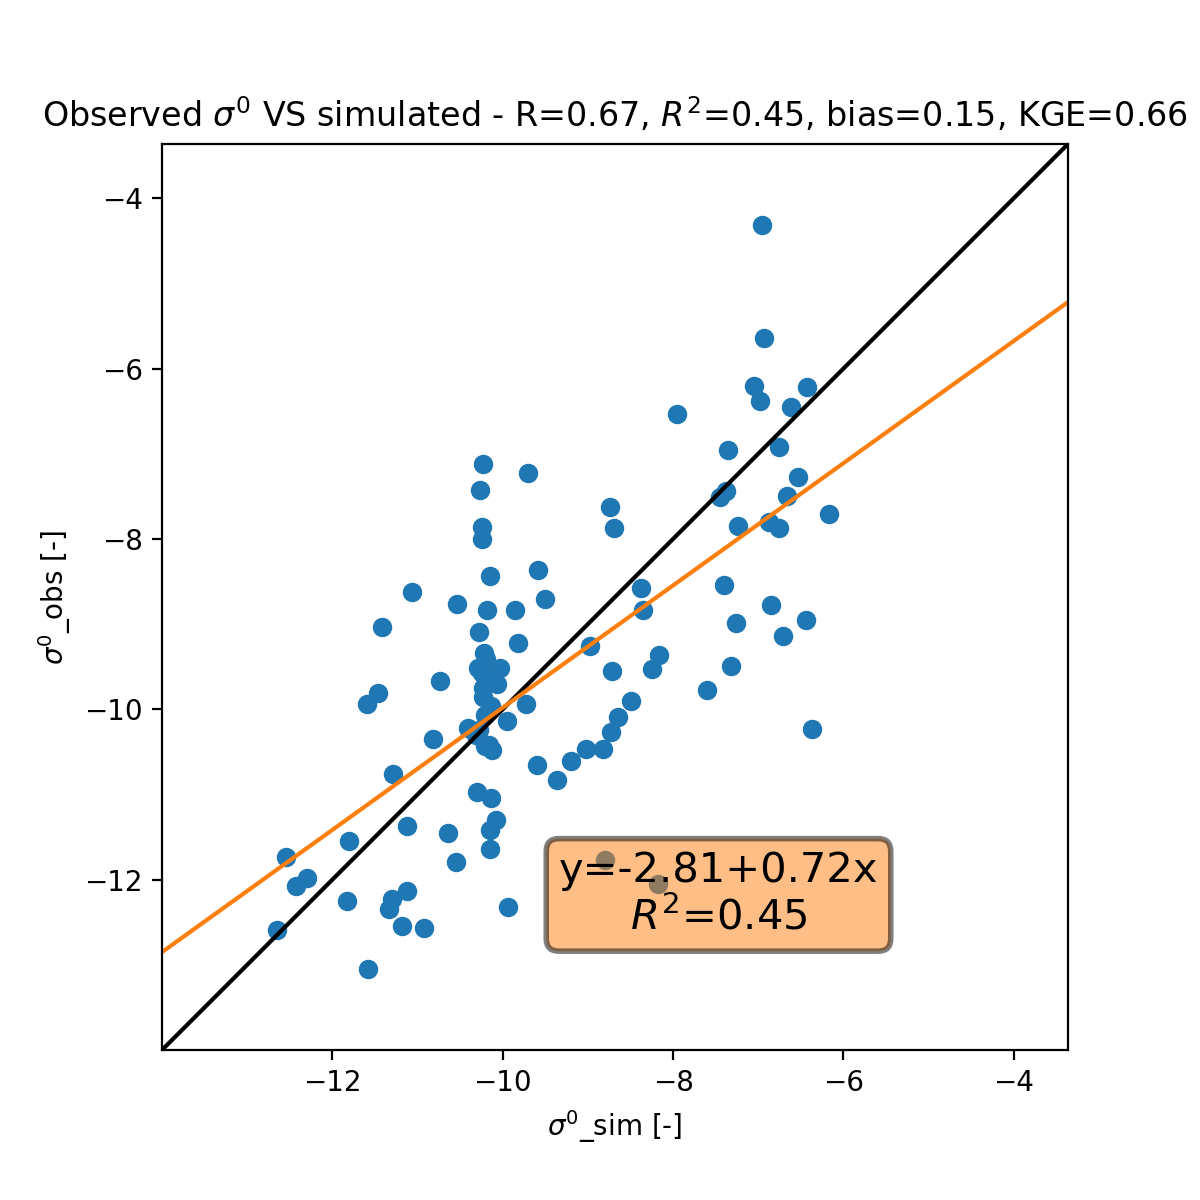 Observed σ⁰ VS simulated - R=0.67, R²=0.45, bias=0.15, KGE=0.66
−4
−6
−8
−10
−12
σ⁰_obs [-]
y=-2.81+0.72x
R²=0.45
−12 −10 −8 −6 −4
σ⁰_sim [-]